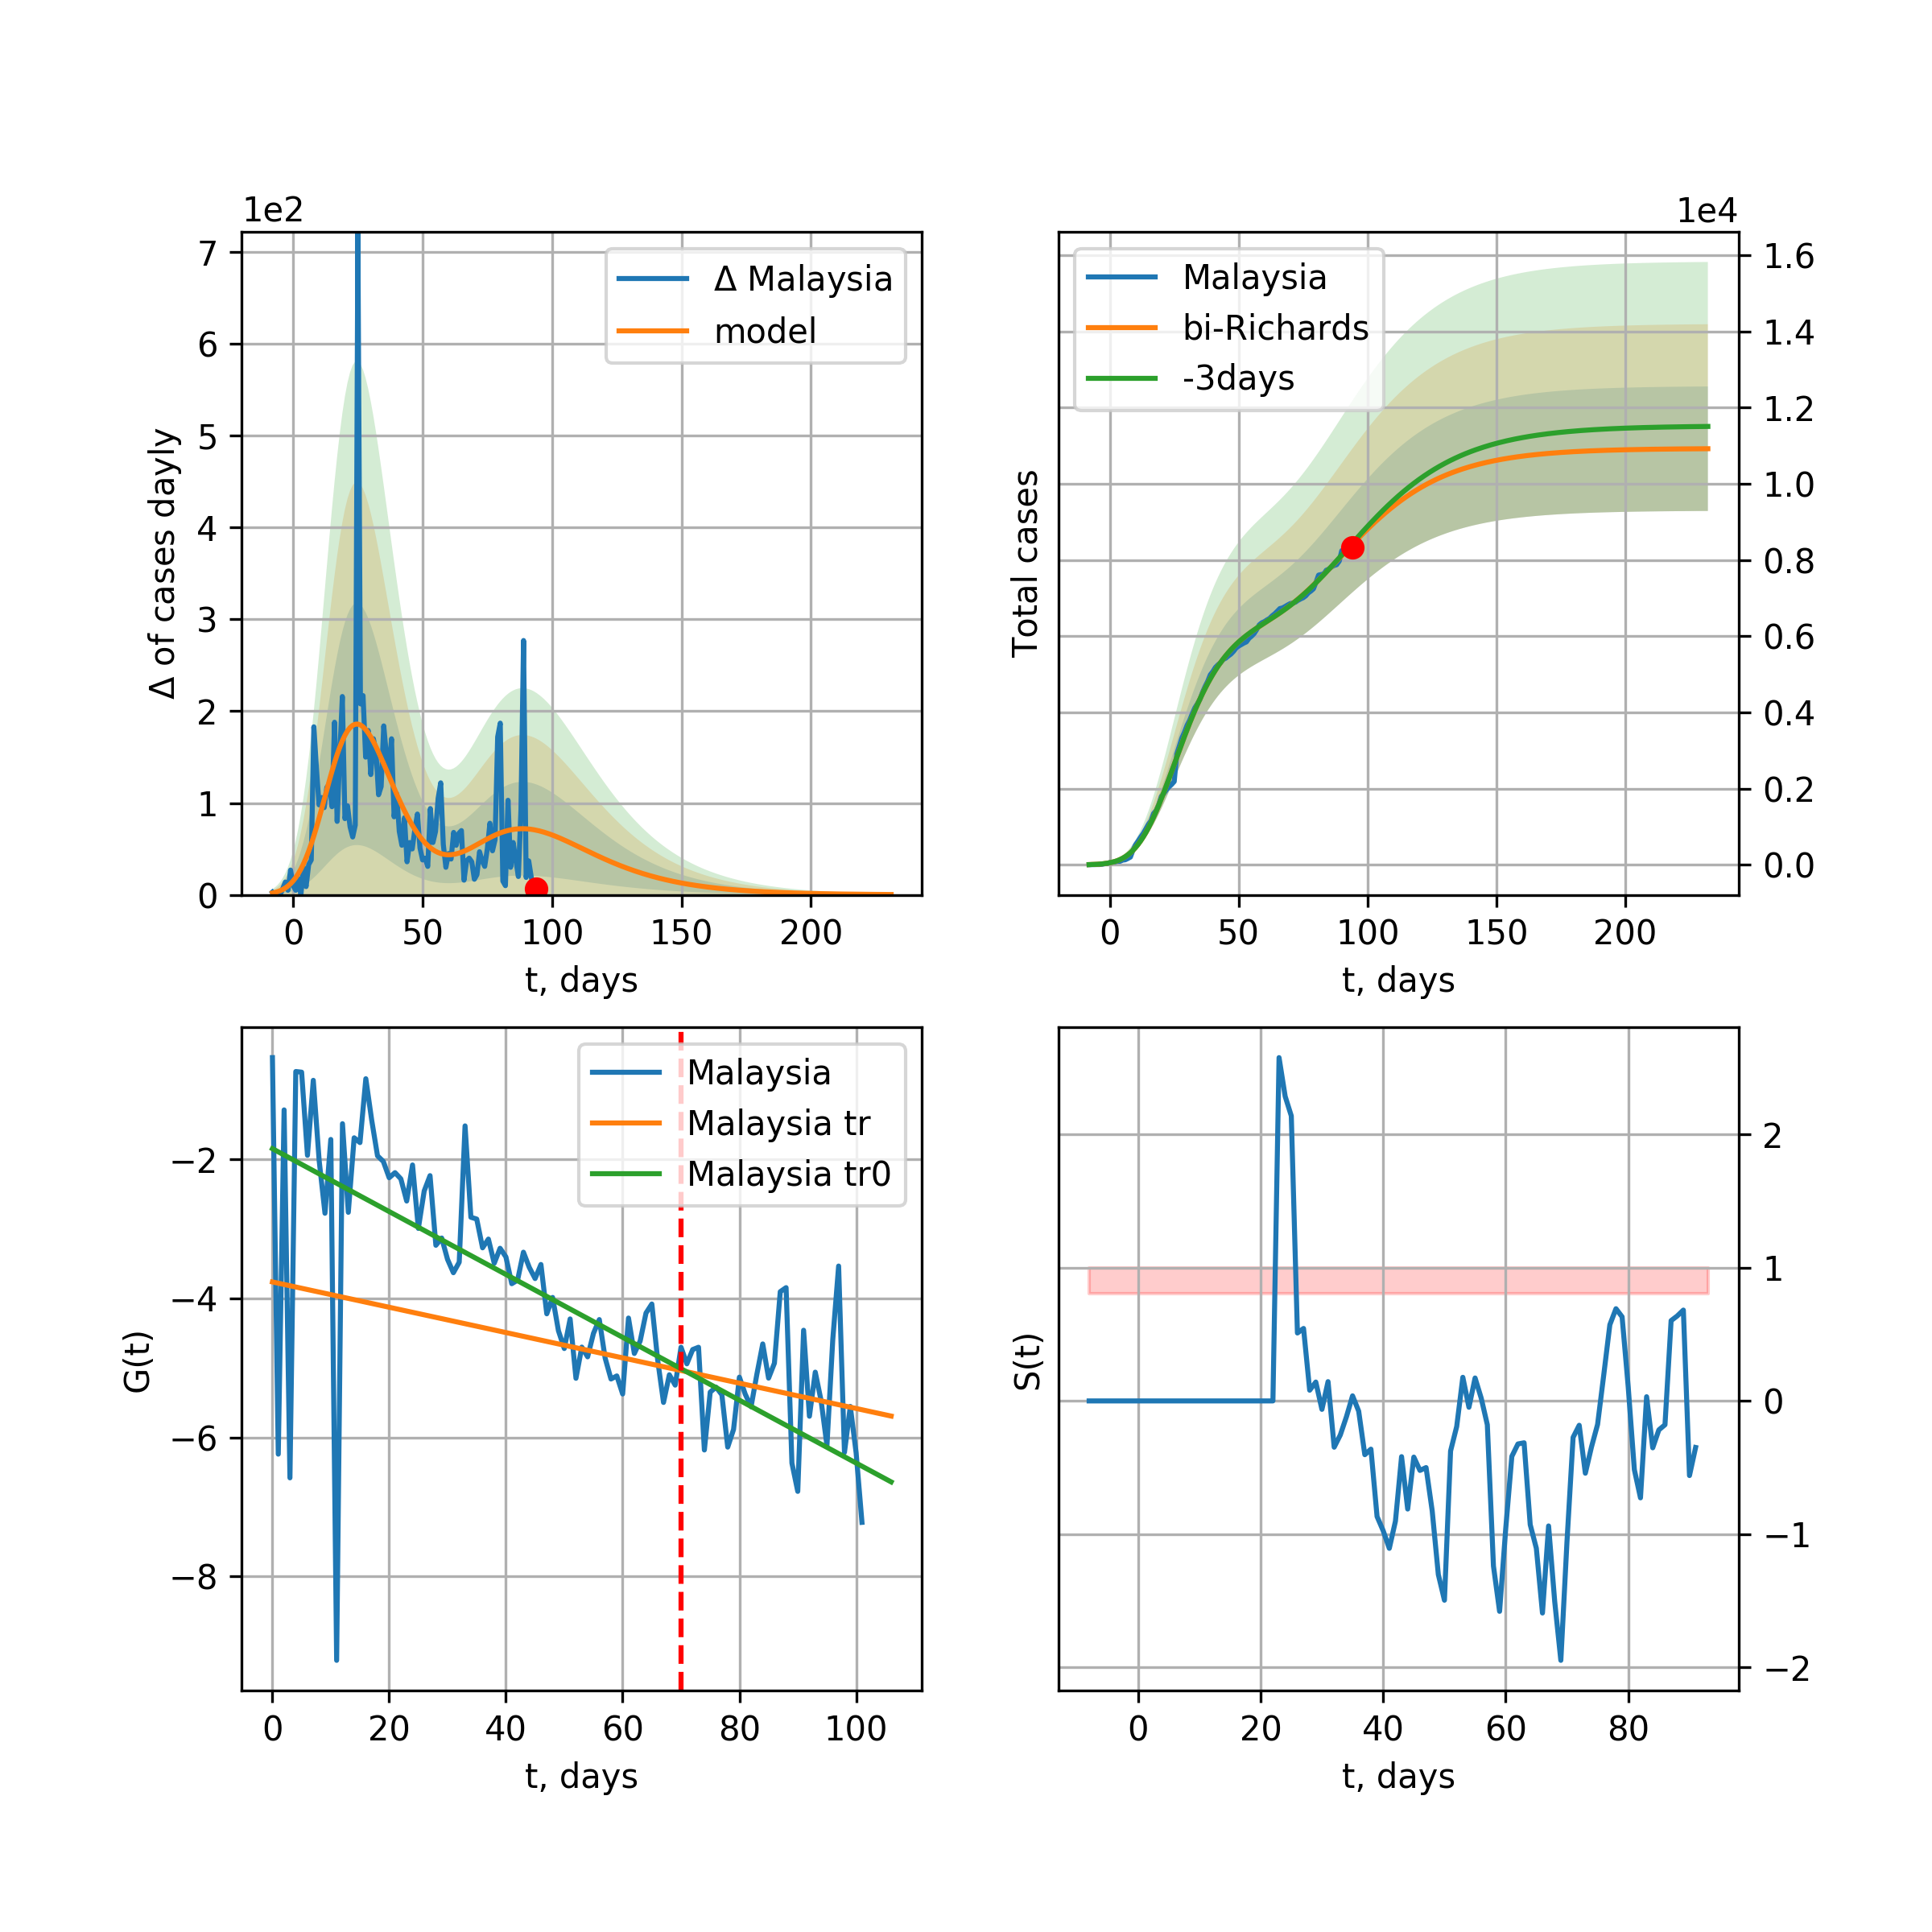 1e2
Δ of cases dayly
7
6
5
4
3
2
1
0
Δ Malaysia
model
0 50 100 150 200
t, days
1e4
Total cases
Malaysia
bi-Richards
-3days
1.6
1.4
1.2
1.0
0.8
0.6
0.4
0.2
0.0
0 50 100 150 200
t, days
G(t)
−2
−4
−6
−8
Malaysia
Malaysia tr
Malaysia tr0
0 20 40 60 80 100
t, days
S(t)
2
1
0
−1
−2
0 20 40 60 80
t, days